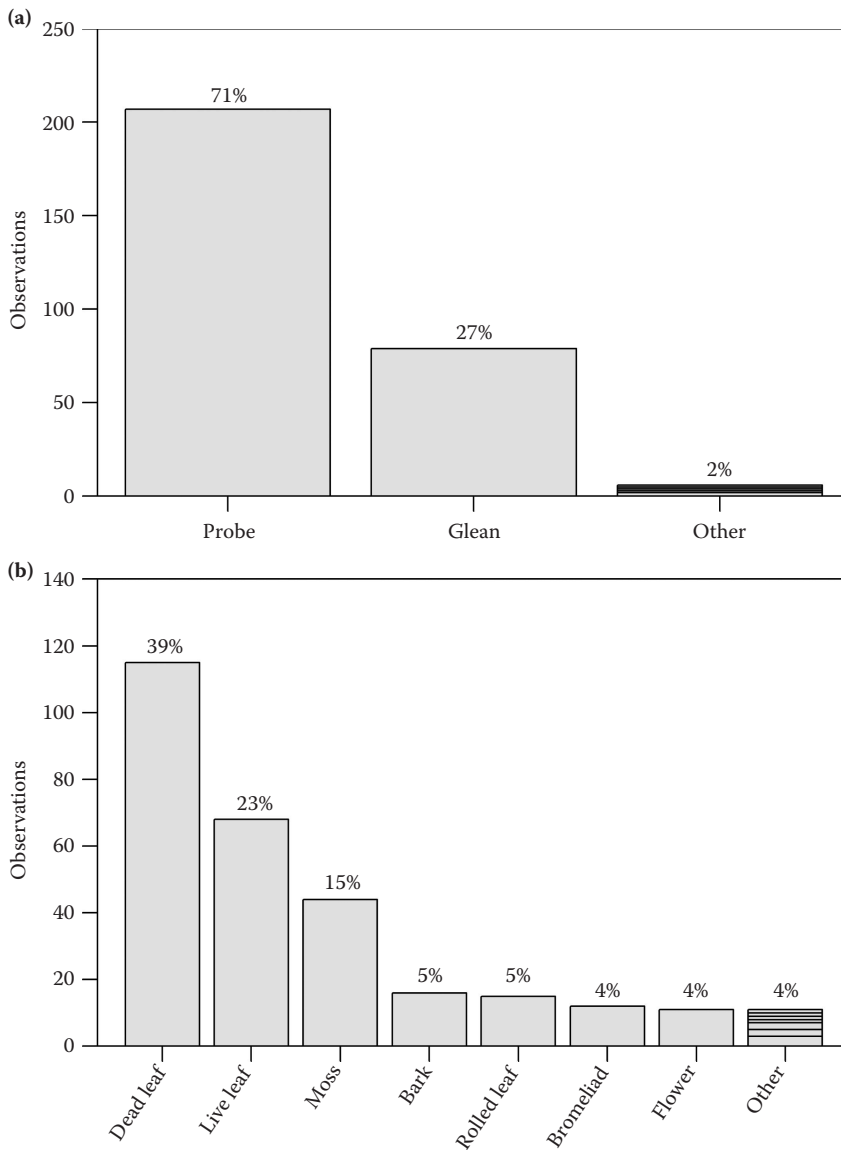 (a)
250
200
150
100
50
0
Observations
71%
27%
2%
Probe Glean Other
(b)
140
120
100
80
60
40
20
0
Observations
39%
23%
15%
5%
5%
4%
4%
4%
Dead leaf
Live leaf
Moss
Bark
Rolled leaf
Bromeliad
Flower
Other